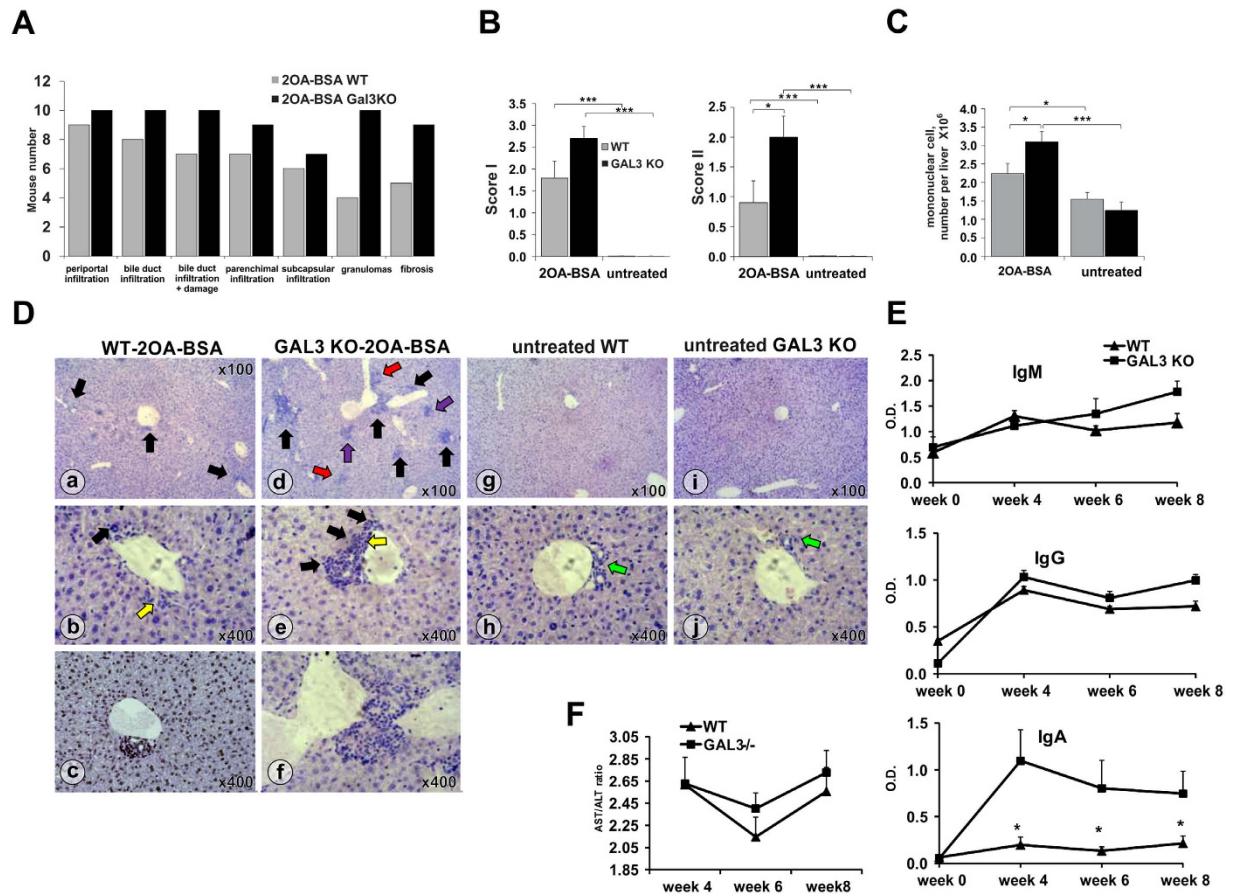 A
12
10
8
6
4
2
0
Mouse number
2OA-BSA WT
2OA-BSA Gal3KO
periportal
infiltration
bile duct
infiltration
bile duct
infiltration
+ damage
parenchimal
infiltration
subcapsular
infiltration
granulomas
fibrosis
B
Score I
3.5
3.0
2.5
2.0
1.5
1.0
0.5
0.0
***
***
WT
GAL3 KO
2OA-BSA
untreated
Score II
2.5
2.0
1.5
1.0
0.5
0.0
***
***
*
2OA-BSA
untreated
C
mononuclear cell,
number per liver X10⁶
4.0
3.5
3.0
2.5
2.0
1.5
1.0
0.5
0.0
*
*
***
2OA-BSA
untreated
D
WT-2OA-BSA
GAL3 KO-2OA-BSA
untreated WT
untreated GAL3 KO
a
x100
d
x100
g
x100
i
x100
b
x400
e
x400
h
x400
j
x400
c
x400
f
x400
E
WT
GAL3 KO
IgM
O.D.
2.5
2.0
1.5
1.0
0.5
0.0
week 0
week 4
week 6
week 8
IgG
O.D.
1.5
1.0
0.5
0.0
week 0
week 4
week 6
week 8
IgA
O.D.
1.5
1.0
0.5
0.0
*
*
*
week 0
week 4
week 6
week 8
F
WT
GAL3-/-
AST/ALT ratio
3.05
2.85
2.65
2.45
2.25
2.05
1.85
week 4
week 6
week8